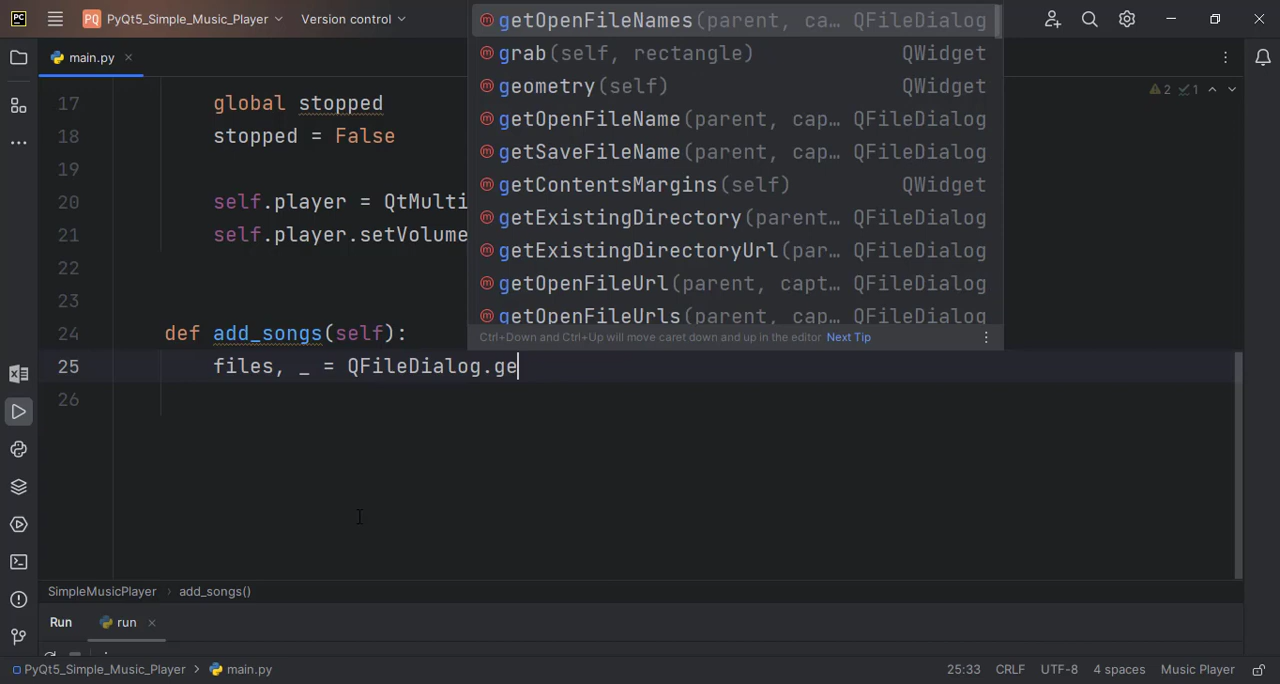 PC PQ PyQt5_Simple_Music_Player Version control
main.py
2 1
17 global stopped
18 stopped = False
19
20 self.player = QtMulti
21 self.player.setVolume
22
23
24 def add_songs(self):
25 files, _ = QFileDialog.ge
26
getOpenFileNames(parent, ca… QFileDialog
grab(self, rectangle) QWidget
geometry(self) QWidget
getOpenFileName(parent, cap… QFileDialog
getSaveFileName(parent, cap… QFileDialog
getContentsMargins(self) QWidget
getExistingDirectory(parent… QFileDialog
getExistingDirectoryUrl(par… QFileDialog
getOpenFileUrl(parent, capt… QFileDialog
getOpenFileUrls(parent, cap… QFileDialog
Ctrl+Down and Ctrl+Up will move caret down and up in the editor Next Tip
SimpleMusicPlayer > add_songs()
Run run
PyQt5_Simple_Music_Player > main.py 25:33 CRLF UTF-8 4 spaces Music Player